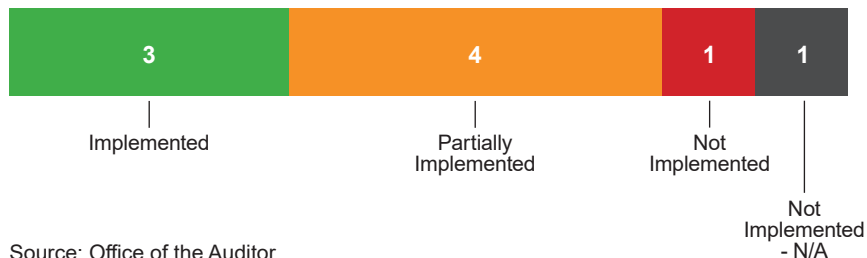 3 4 1 1
Implemented
Partially
Implemented
Not
Implemented
Not
Implemented
- N/A
Source: Office of the Auditor